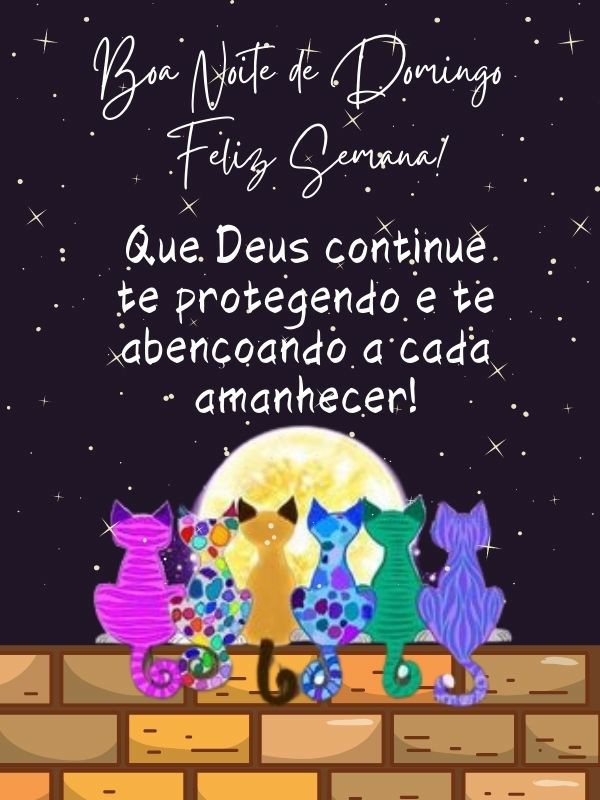 Boa Noite de Domingo
Feliz Semana!
Que Deus continue
te protegendo e te
abençoando a cada
amanhecer!